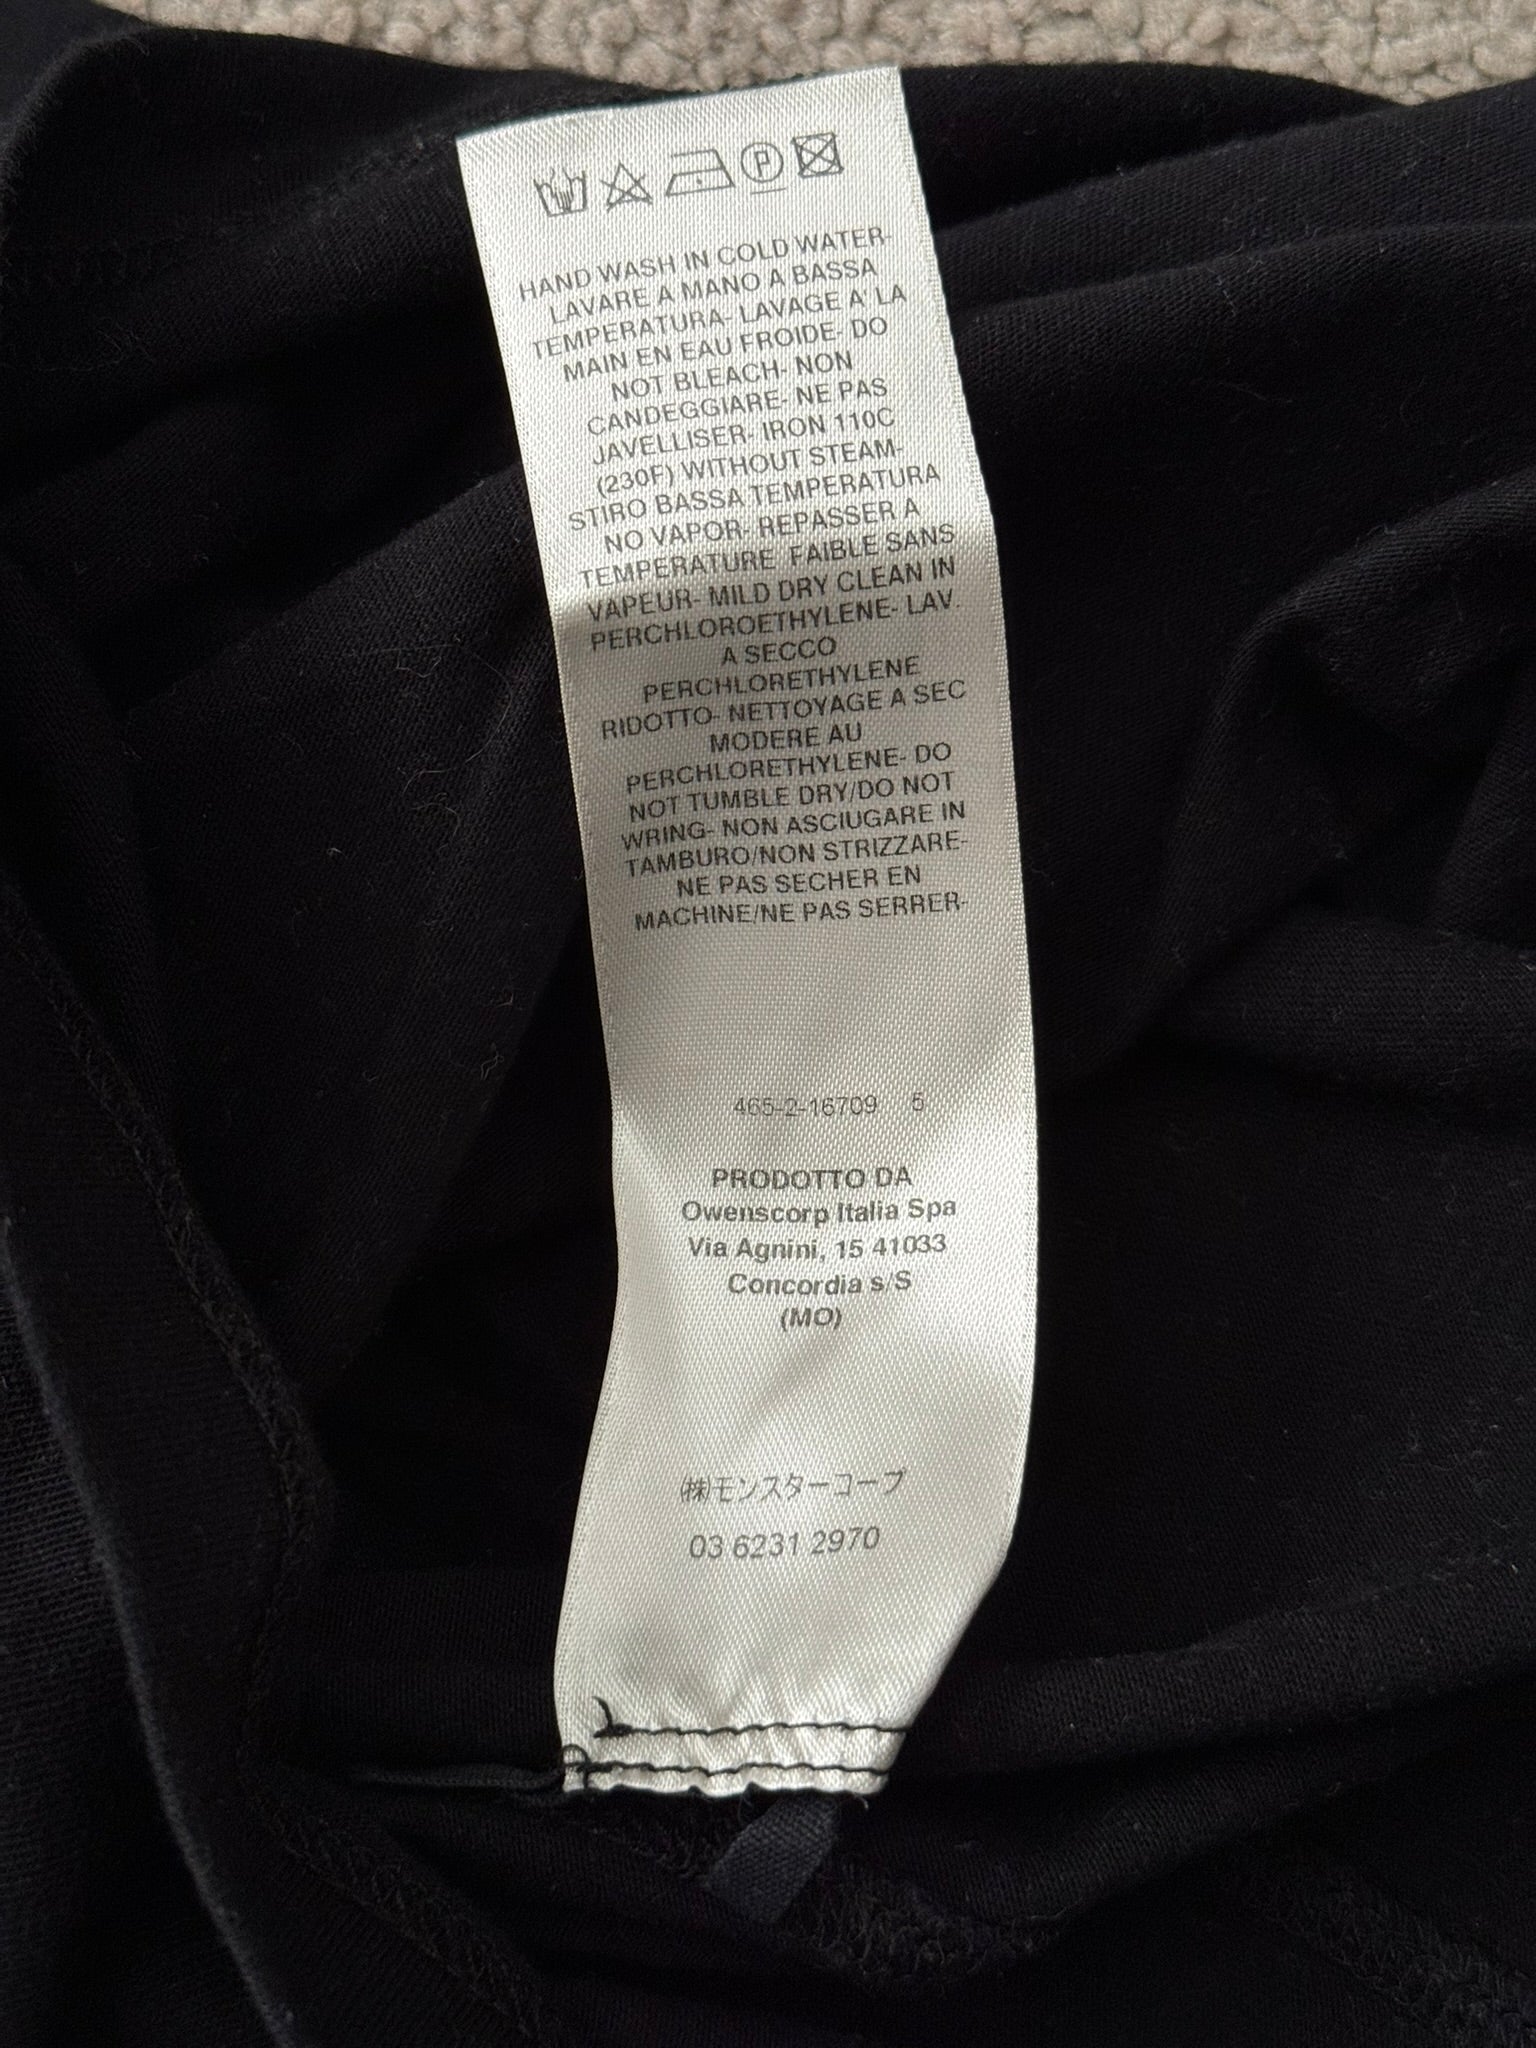 HAND WASH IN COLD WATER-
LAVARE A MANO A BASSA
TEMPERATURA- LAVAGE A' LA
MAIN EN EAU FROIDE- DO
NOT BLEACH- NON
CANDEGGIARE- NE PAS
JAVELLISER- IRON 110C
(230F) WITHOUT STEAM-
STIRO BASSA TEMPERATURA
NO VAPOR- REPASSER A
TEMPERATURE FAIBLE SANS
VAPEUR- MILD DRY CLEAN IN
PERCHLOROETHYLENE- LAV.
A SECCO
PERCHLORETHYLENE
RIDOTTO- NETTOYAGE A SEC
MODERE AU
PERCHLORETHYLENE- DO
NOT TUMBLE DRY/DO NOT
WRING- NON ASCIUGARE IN
TAMBURO/NON STRIZZARE-
NE PAS SECHER EN
MACHINE/NE PAS SERRER-
465-2-16709 5
PRODOTTO DA
Owenscorp Italia Spa
Via Agnini, 15 41033
Concordia s/S
(MO)
㈱モンスターコープ
03 6231 2970